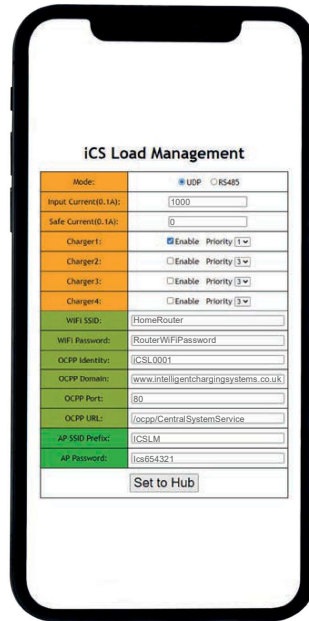 iCS Load Management
Mode: UDP RS485
Input Current(0.1A): 1000
Safe Current(0.1A): 0
Charger1: Enable Priority 1
Charger2: Enable Priority 3
Charger3: Enable Priority 3
Charger4: Enable Priority 3
WiFi SSID: HomeRouter
WiFi Password: RouterWiFiPassword
OCPP Identity: iCSL0001
OCPP Domain: www.intelligentchargingsystems.co.uk
OCPP Port: 80
OCPP URL: /ocpp/CentralSystemService
AP SSID Prefix: ICSLM
AP Password: Ics654321
Set to Hub